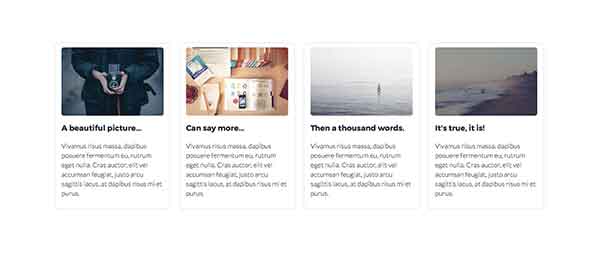 A beautiful picture...
Vivamus risus massa, dapibus
posuere fermentum eu, rutrum
eget nulla. Cras auctor, elit vel
accumsan feugiat, justo arcu
sagittis lacus, at dapibus risus mi et
purus.
Can say more...
Vivamus risus massa, dapibus
posuere fermentum eu, rutrum
eget nulla. Cras auctor, elit vel
accumsan feugiat, justo arcu
sagittis lacus, at dapibus risus mi et
purus.
Then a thousand words.
Vivamus risus massa, dapibus
posuere fermentum eu, rutrum
eget nulla. Cras auctor, elit vel
accumsan feugiat, justo arcu
sagittis lacus, at dapibus risus mi et
purus.
It's true, it is!
Vivamus risus massa, dapibus
posuere fermentum eu, rutrum
eget nulla. Cras auctor, elit vel
accumsan feugiat, justo arcu
sagittis lacus, at dapibus risus mi et
purus.